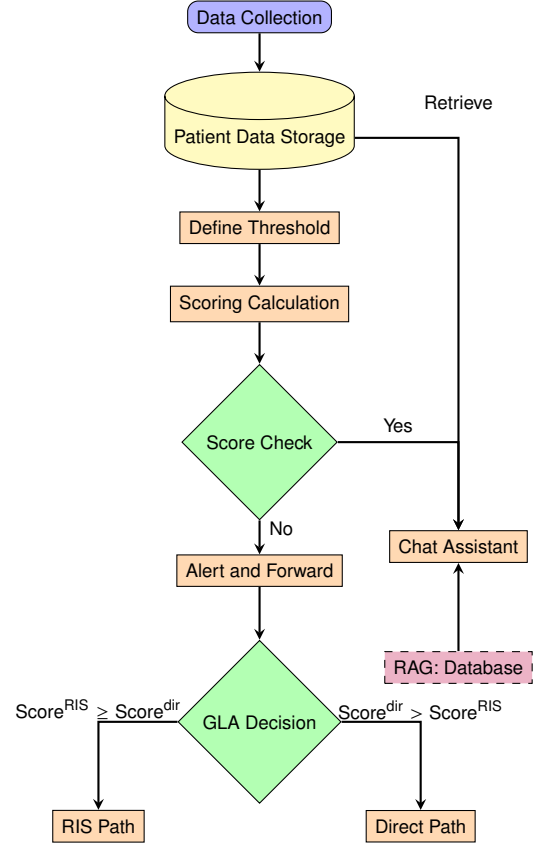 Data Collection
Retrieve
Patient Data Storage
Define Threshold
Scoring Calculation
Yes
Score Check
No
Chat Assistant
Alert and Forward
RAG: Database
Score^RIS ≥ Score^dir
GLA Decision
Score^dir > Score^RIS
RIS Path
Direct Path